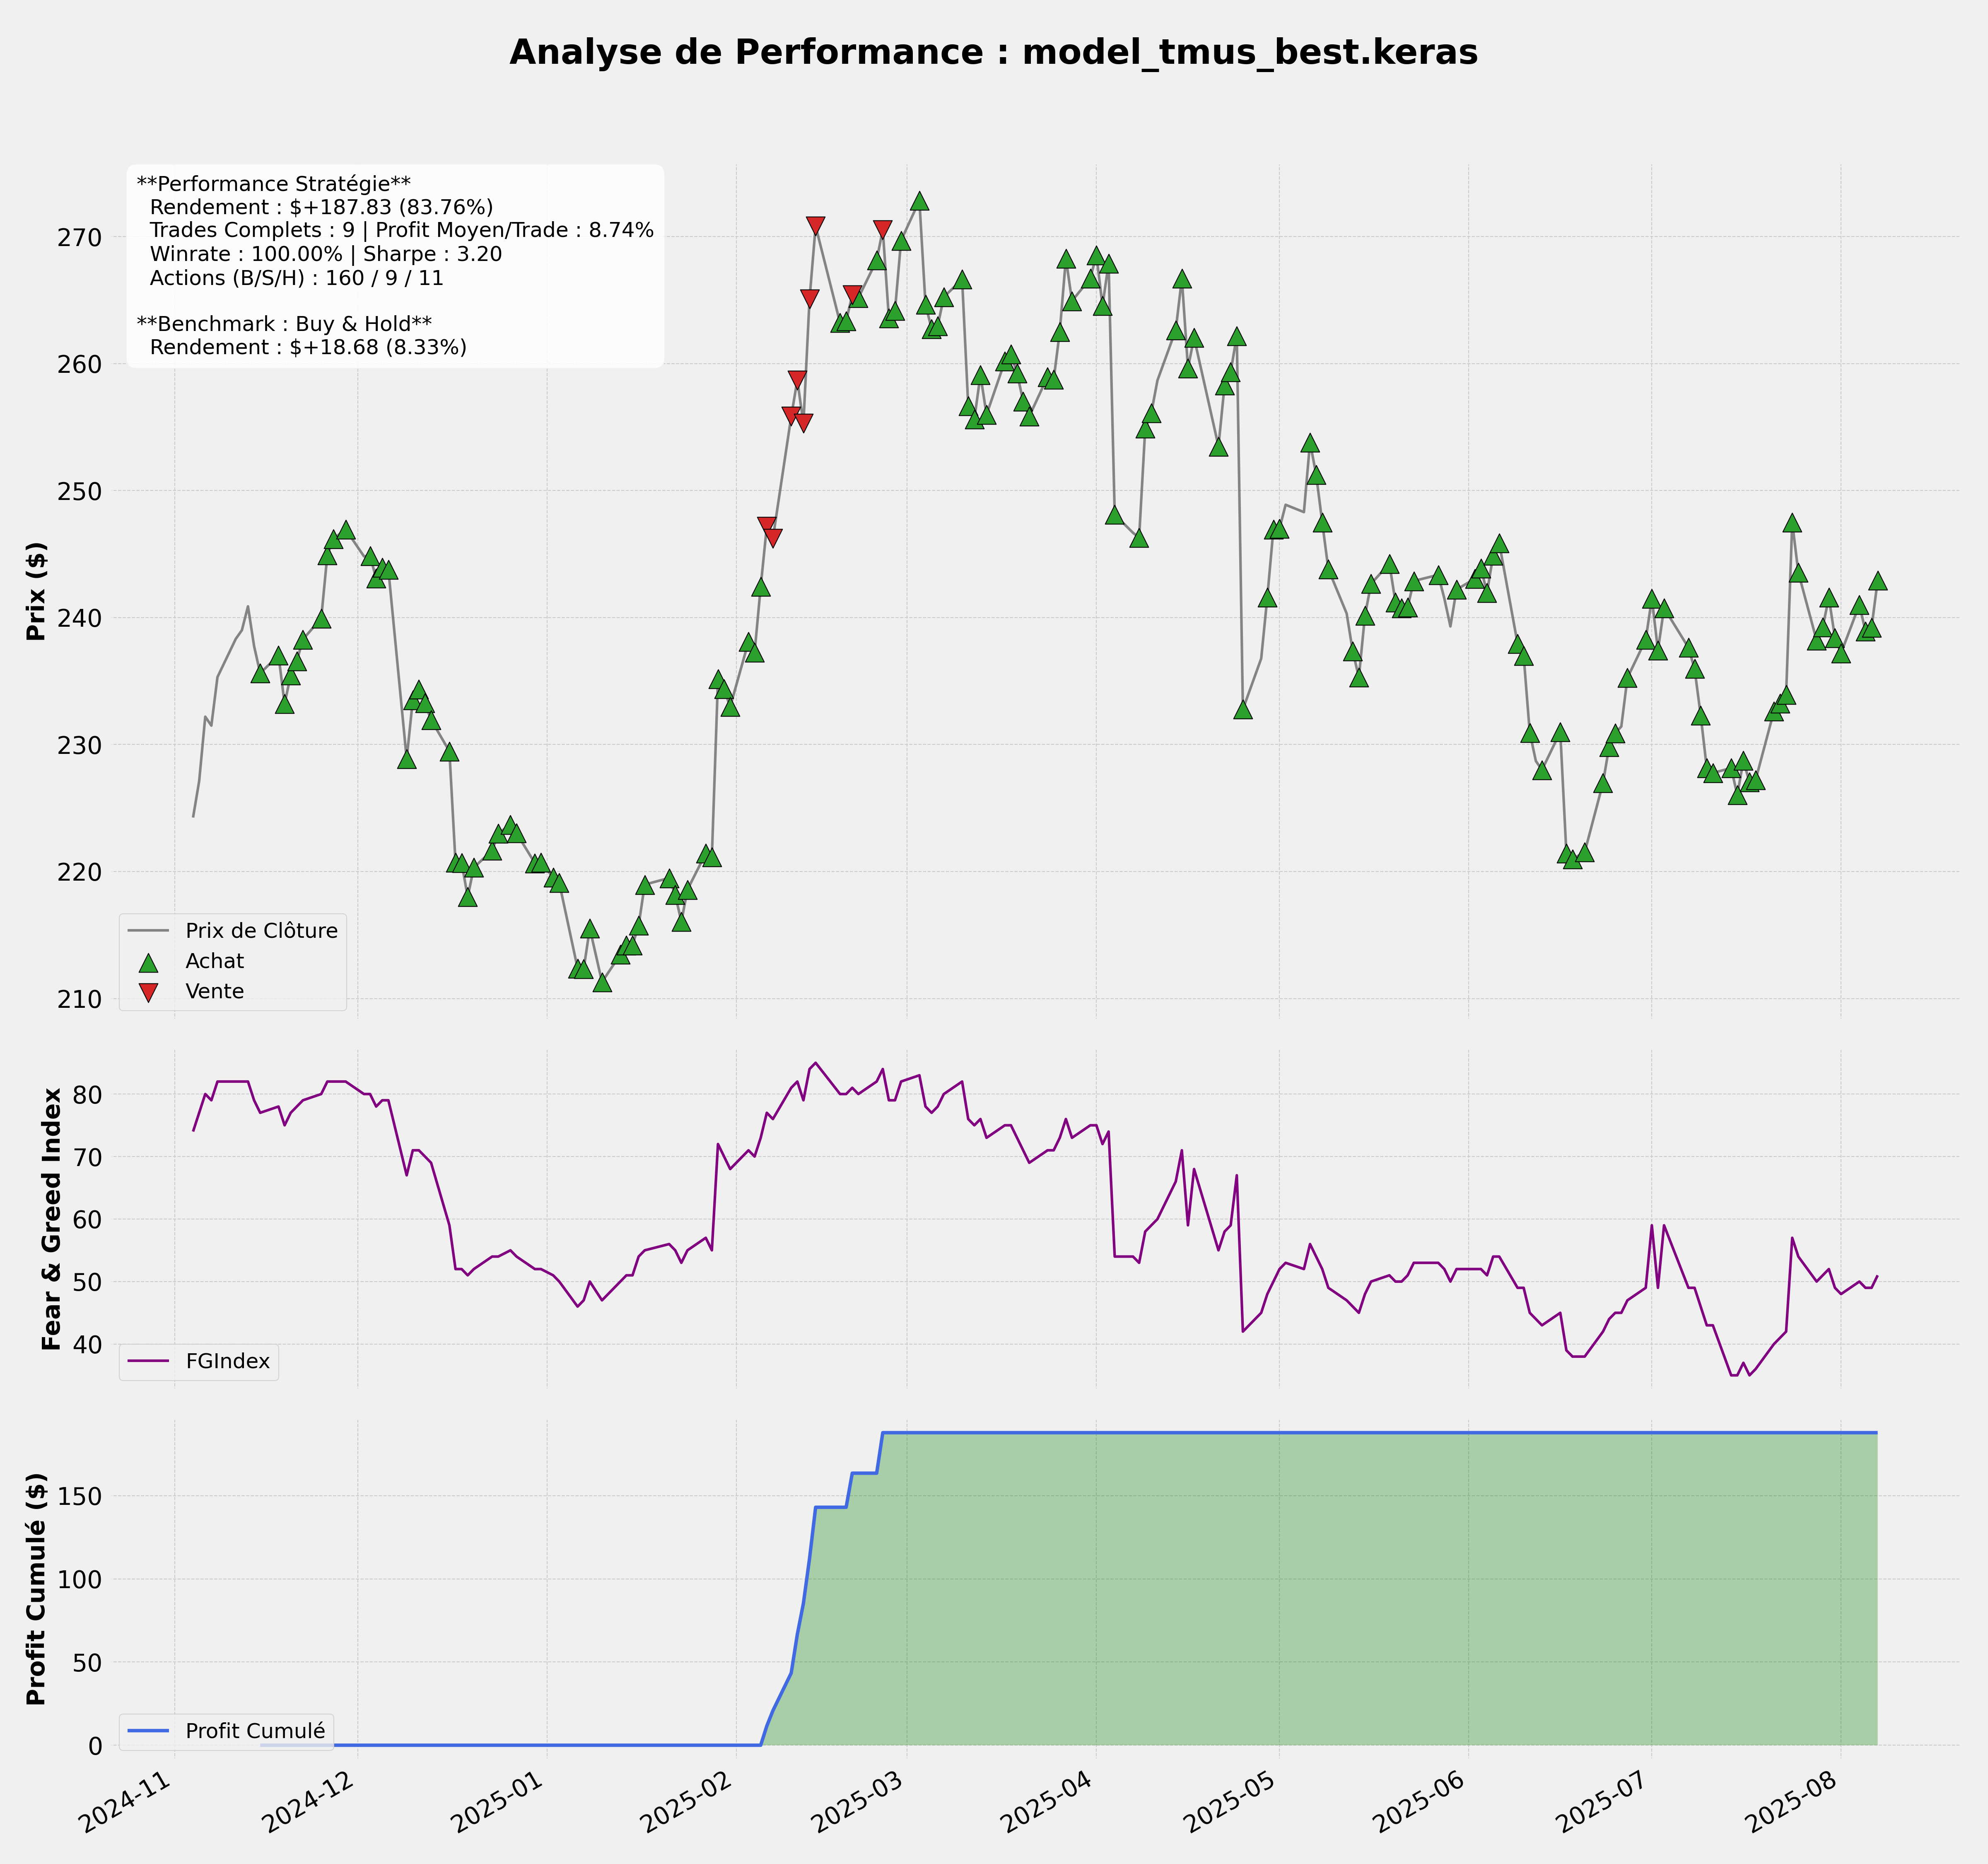 Analyse de Performance : model_tmus_best.keras
**Performance Stratégie**
Rendement : $+187.83 (83.76%)
Trades Complets : 9 | Profit Moyen/Trade : 8.74%
Winrate : 100.00% | Sharpe : 3.20
Actions (B/S/H) : 160 / 9 / 11
**Benchmark : Buy & Hold**
Rendement : $+18.68 (8.33%)
Prix ($)
270
260
250
240
230
220
210
Prix de Clôture
Achat
Vente
Fear & Greed Index
80
70
60
50
40
FGIndex
Profit Cumulé ($)
150
100
50
0
Profit Cumulé
2024-11
2024-12
2025-01
2025-02
2025-03
2025-04
2025-05
2025-06
2025-07
2025-08